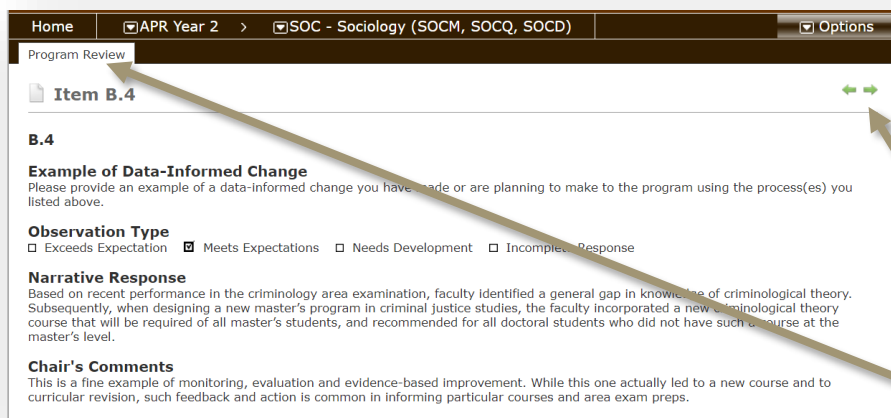 Home APR Year 2 > SOC - Sociology (SOCM, SOCQ, SOCD) Options
Program Review
Item B.4
B.4
Example of Data-Informed Change
Please provide an example of a data-informed change you have made or are planning to make to the program using the process(es) you
listed above.
Observation Type
Exceeds Expectation Meets Expectations Needs Development Incomplete Response
Narrative Response
Based on recent performance in the criminology area examination, faculty identified a general gap in knowledge of criminological theory.
Subsequently, when designing a new master's program in criminal justice studies, the faculty incorporated a new criminological theory
course that will be required of all master's students, and recommended for all doctoral students who did not have such a course at the
master's level.
Chair's Comments
This is a fine example of monitoring, evaluation and evidence-based improvement. While this one actually led to a new course and to
curricular revision, such feedback and action is common in informing particular courses and area exam preps.